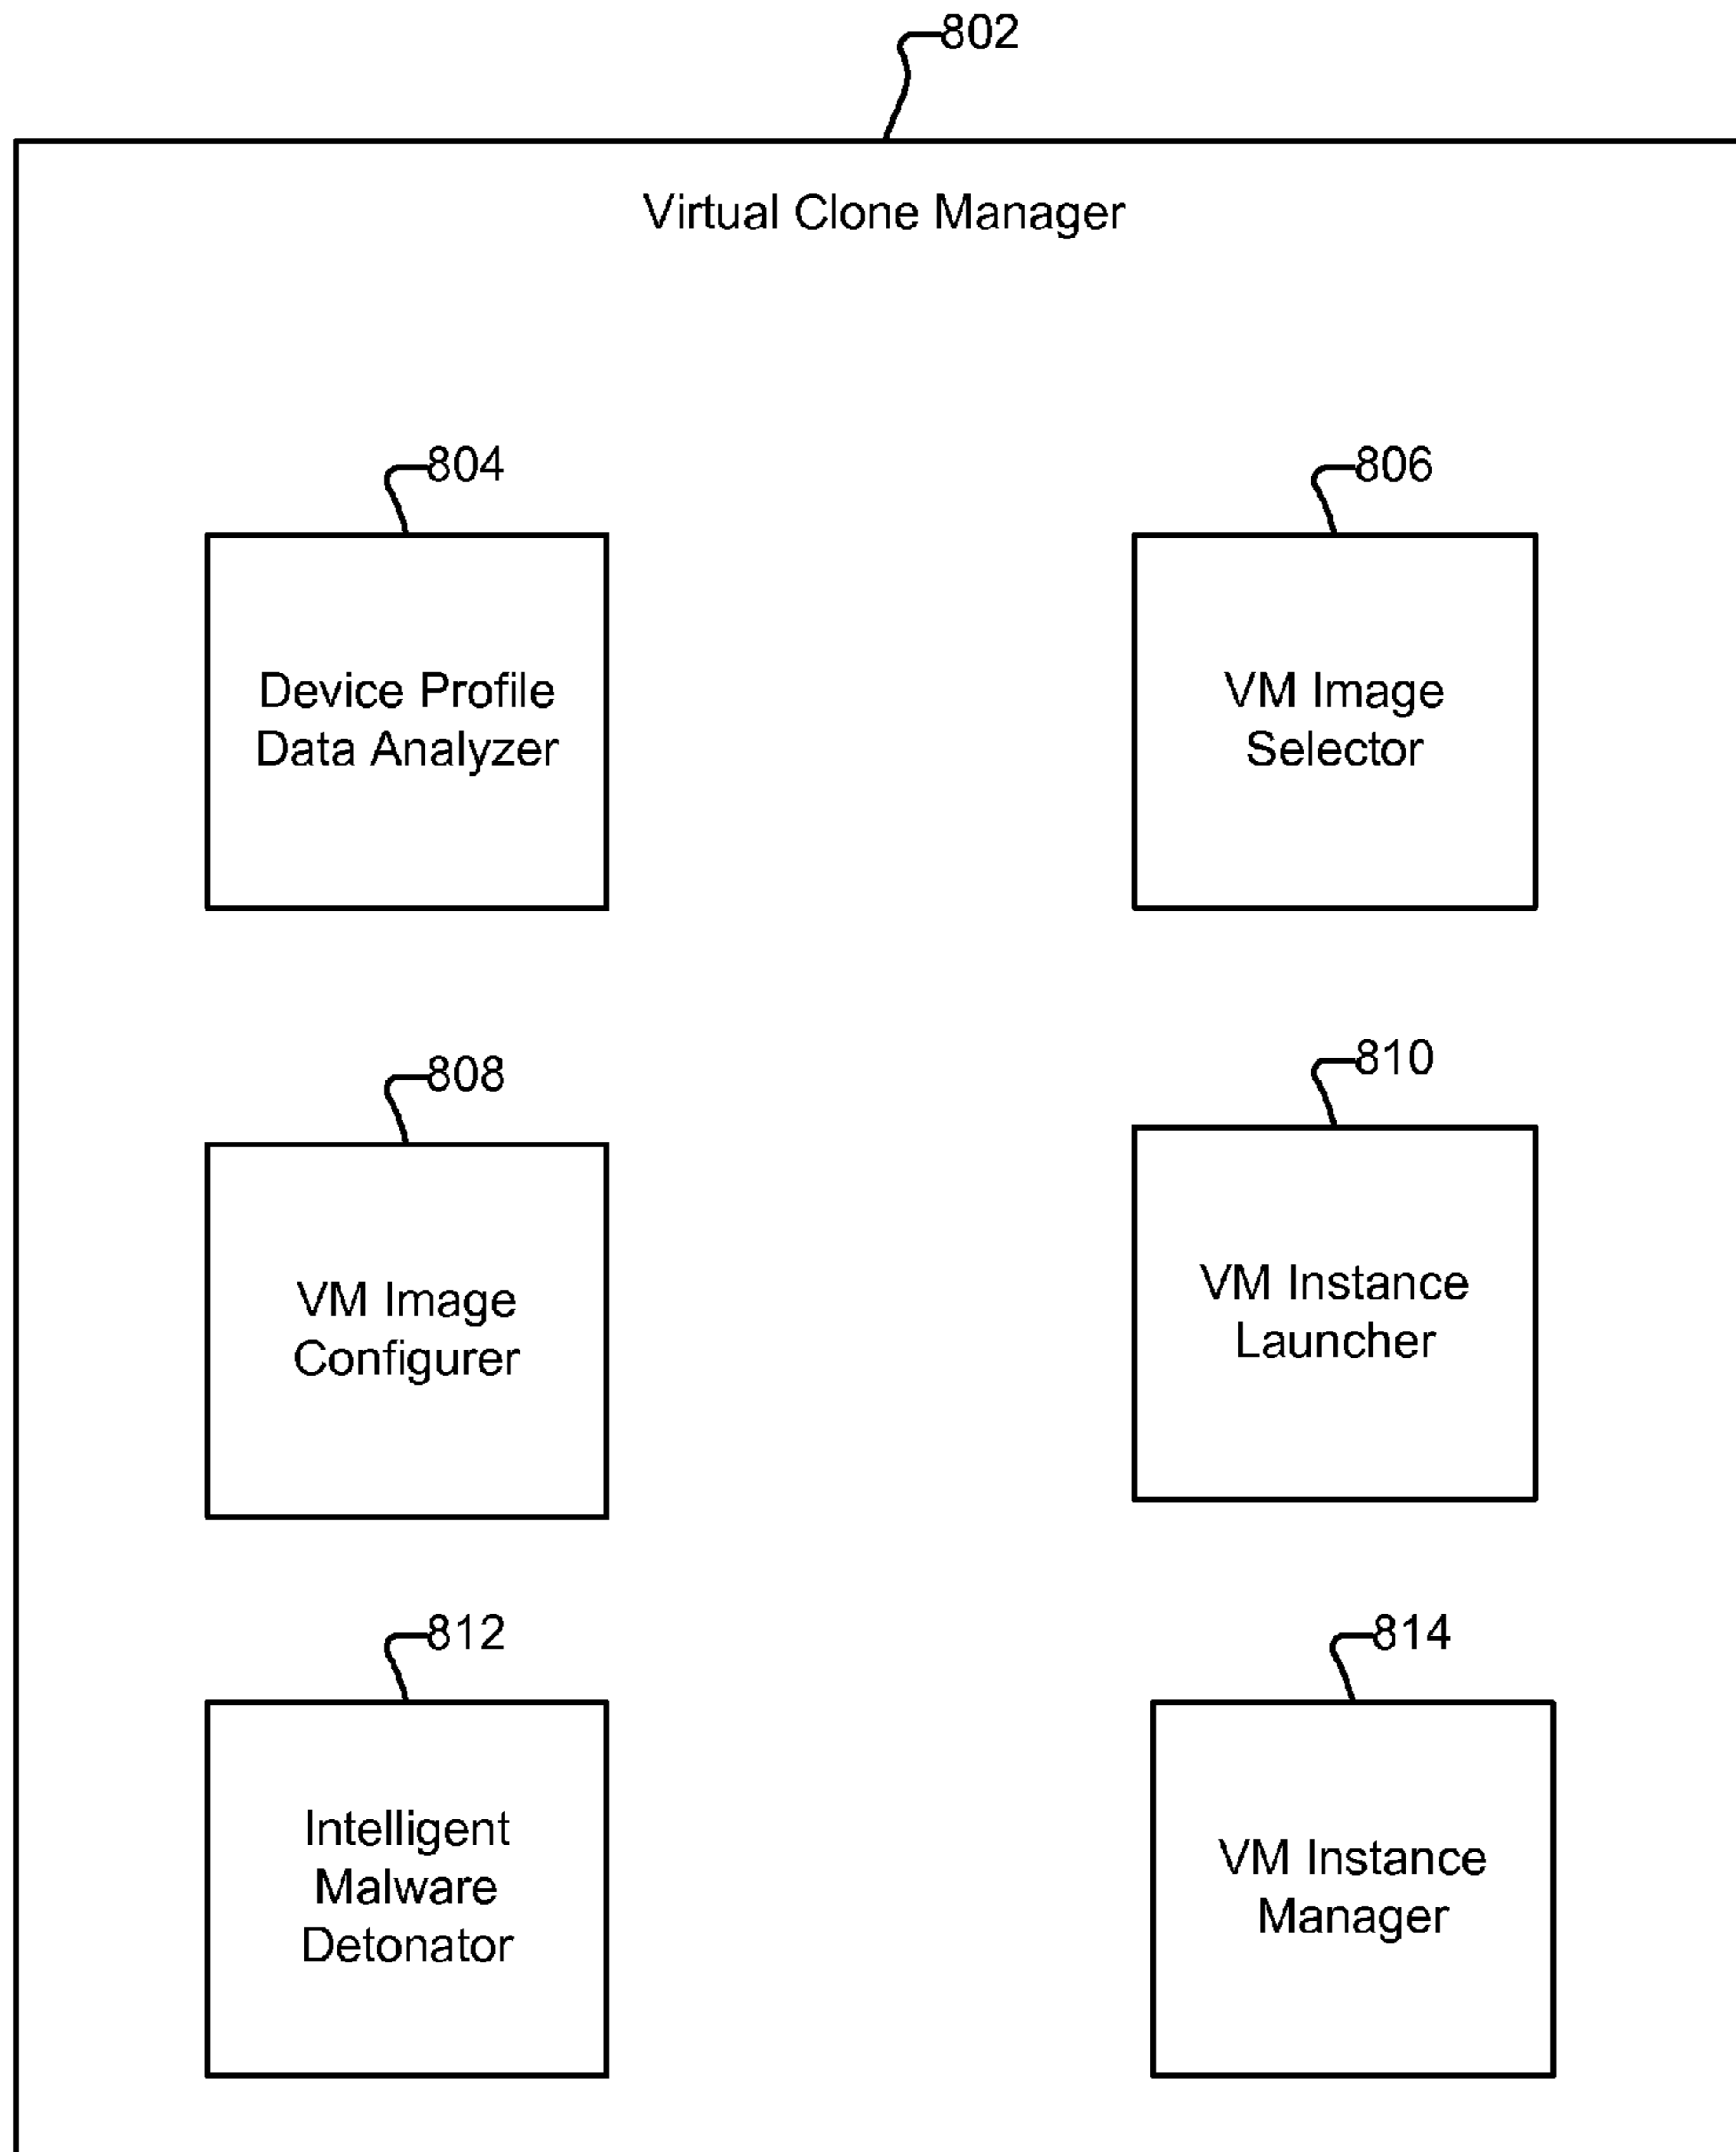 802
Virtual Clone Manager
804
806
Device Profile
Data Analyzer
VM Image
Selector
808
810
VM Image
Configurer
VM Instance
Launcher
812
814
Intelligent
Malware
Detonator
VM Instance
Manager